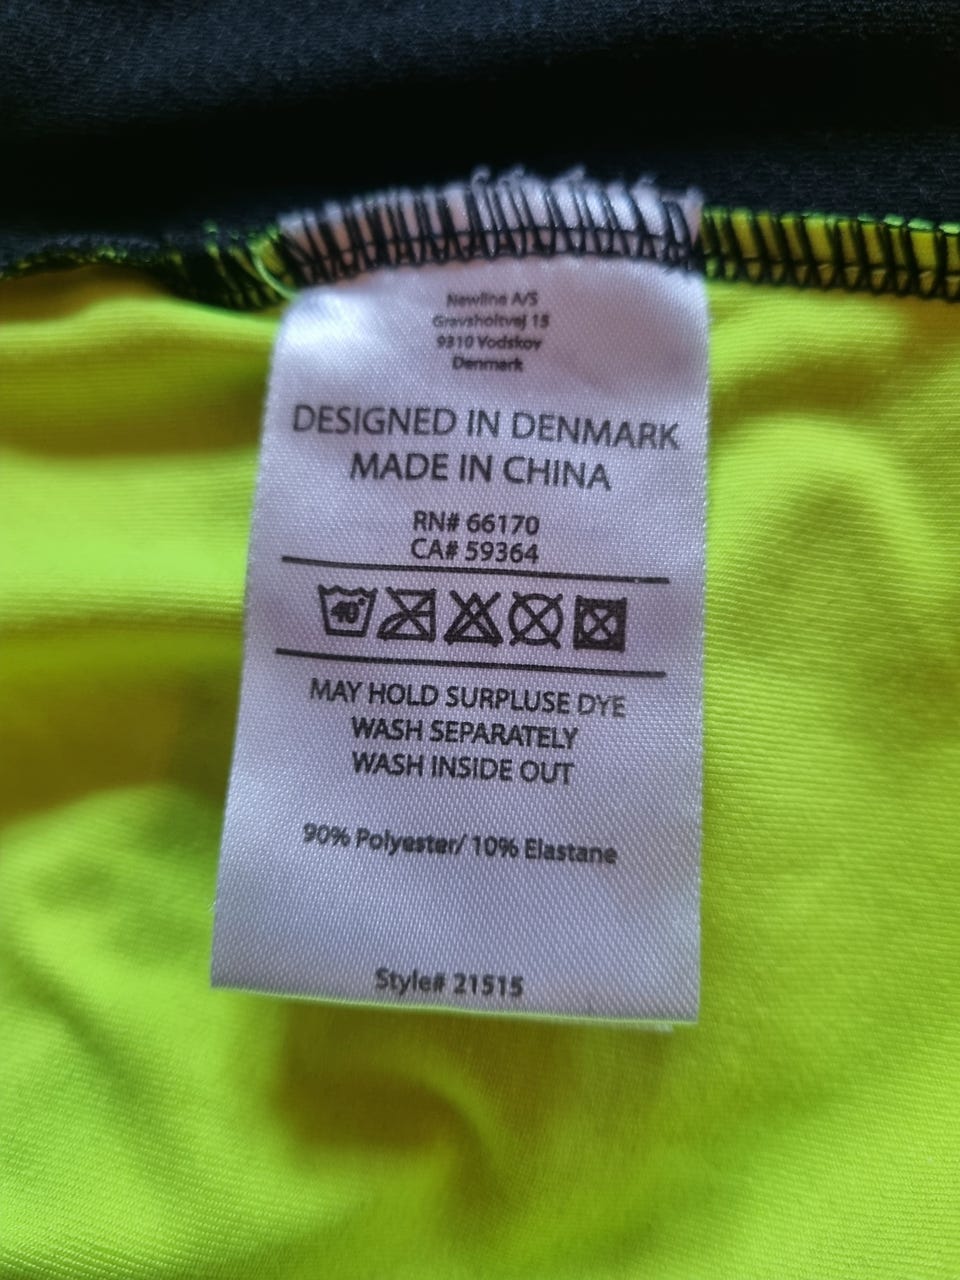 Newline A/S
Gravsholtvej 15
9310 Vodskov
Denmark
DESIGNED IN DENMARK
MADE IN CHINA
RN# 66170
CA# 59364
40°
MAY HOLD SURPLUSE DYE
WASH SEPARATELY
WASH INSIDE OUT
90% Polyester/ 10% Elastane
Style# 21515